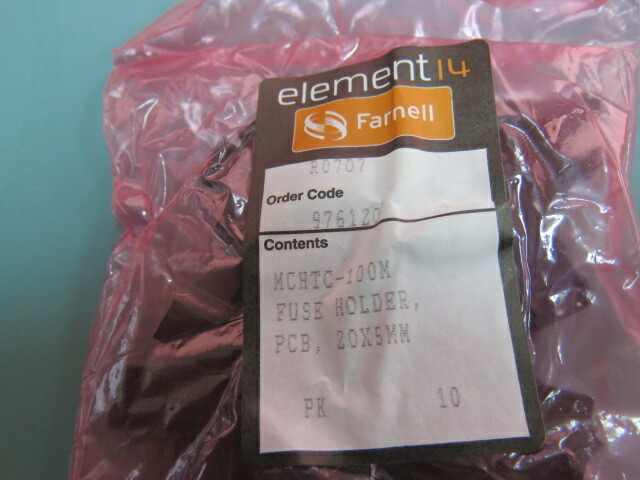 element14
Farnell
R0707
Order Code
976120
Contents
MCHTC-100M
FUSE HOLDER,
PCB, 20X5MM
PK 10